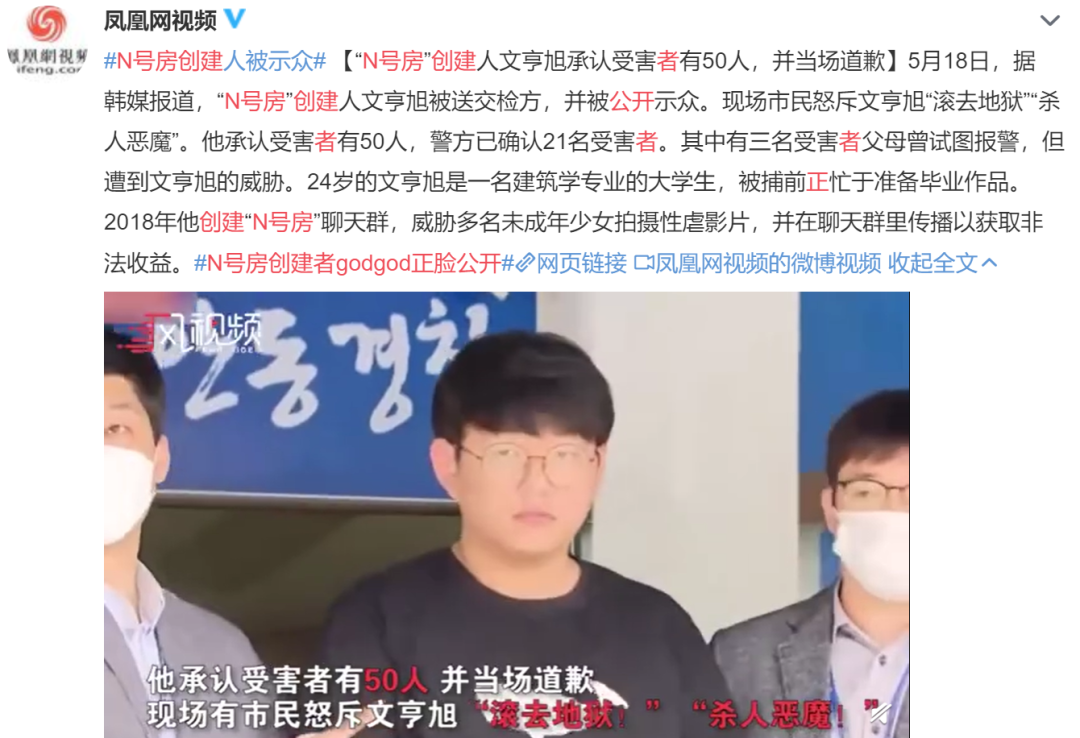 凤凰网视频
鳳凰網視频
ifeng.com
#N号房创建人被示众# 【“N号房”创建人文亨旭承认受害者有50人，并当场道歉】5月18日，据
韩媒报道，“N号房”创建人文亨旭被送交检方，并被公开示众。现场市民怒斥文亨旭“滚去地狱”“杀
人恶魔”。他承认受害者有50人，警方已确认21名受害者。其中有三名受害者父母曾试图报警，但
遭到文亨旭的威胁。24岁的文亨旭是一名建筑学专业的大学生，被捕前正忙于准备毕业作品。
2018年他创建“N号房”聊天群，威胁多名未成年少女拍摄性虐影片，并在聊天群里传播以获取非
法收益。#N号房创建者godgod正脸公开#网页链接 凤凰网视频的微博视频 收起全文
视频
안동경찰
他承认受害者有50人 并当场道歉
现场有市民怒斥文亨旭 “滚去地狱！” “杀人恶魔！”